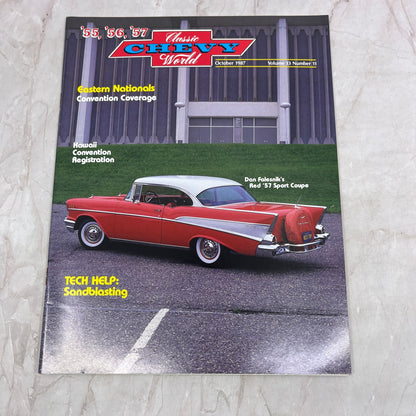 '55, '56, '57
Classic
CHEVY
World
October 1987
Volume 13 Number 11
Eastern Nationals
Convention Coverage
Hawaii
Convention
Registration
Dan Falesnik's
Red '57 Sport Coupe
TECH HELP:
Sandblasting